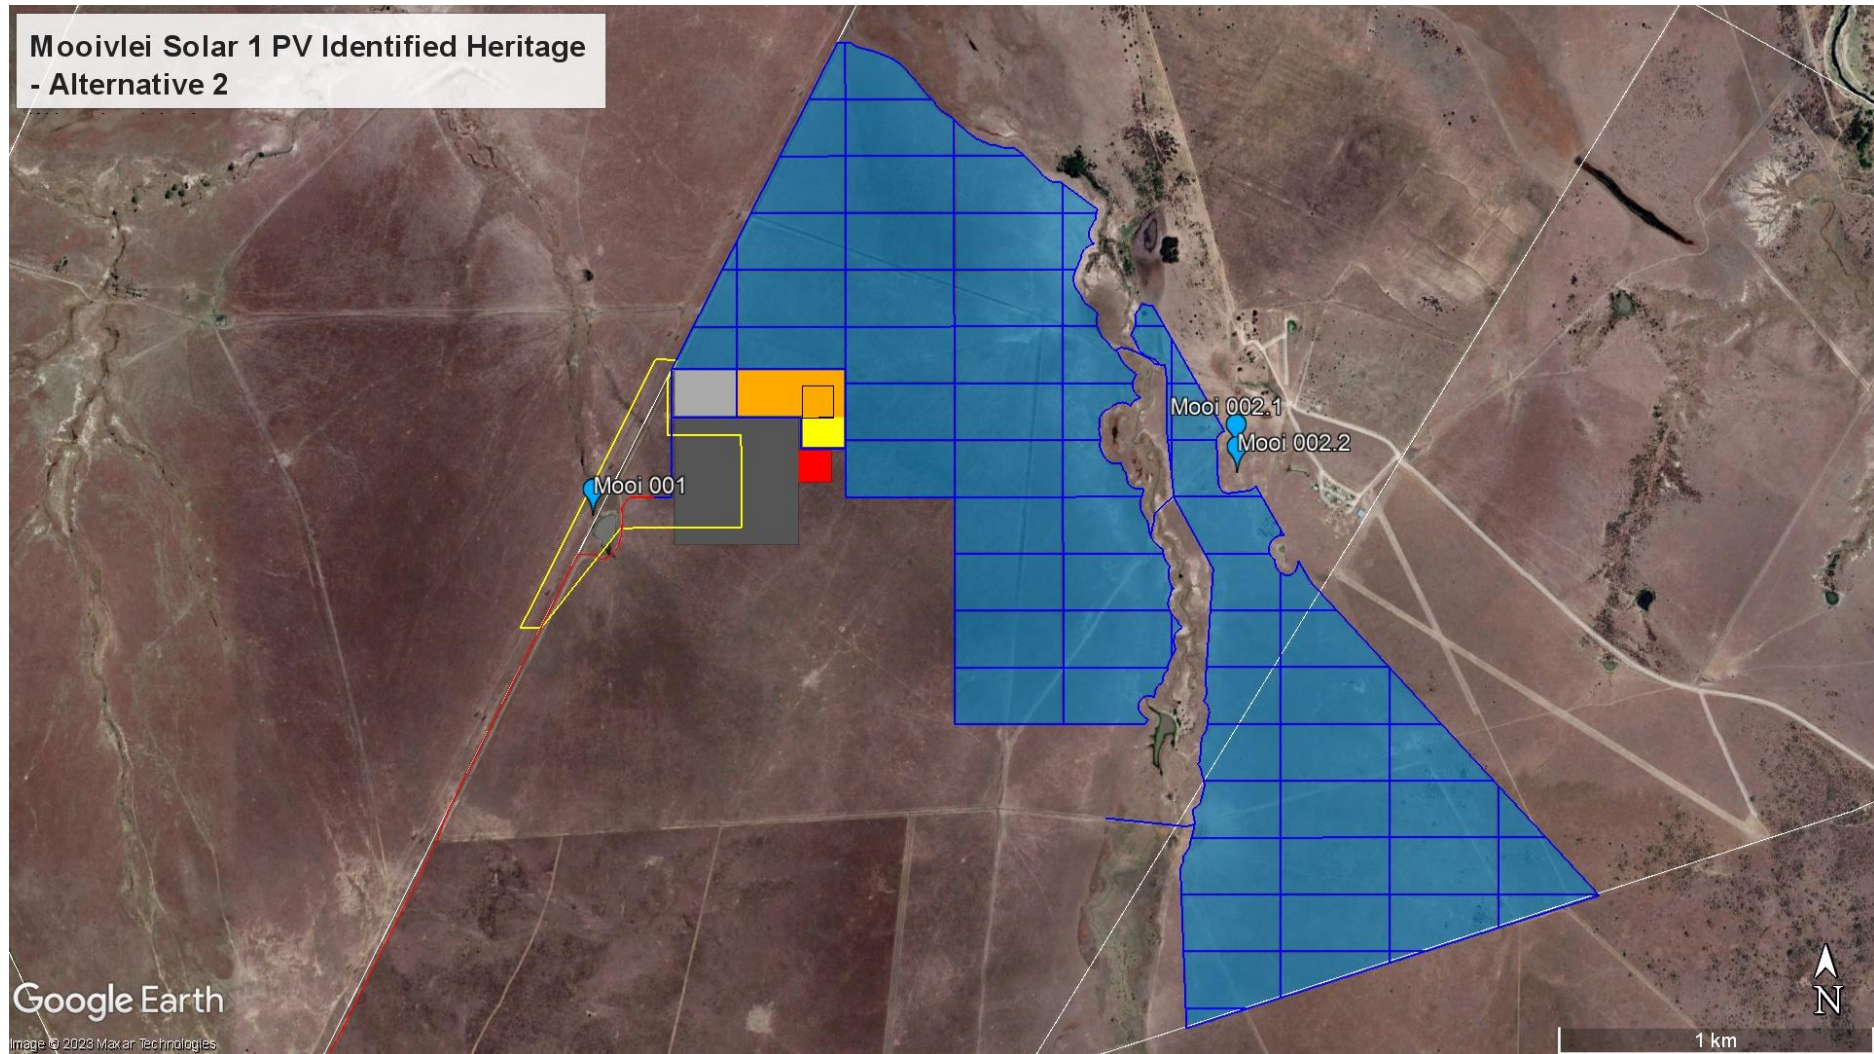 Mooivlei Solar 1 PV Identified Heritage
- Alternative 2
Mooi 002.1
Mooi 002.2
Mooi 001
Google Earth
N
Image © 2023 Maxar Technologies
1 km